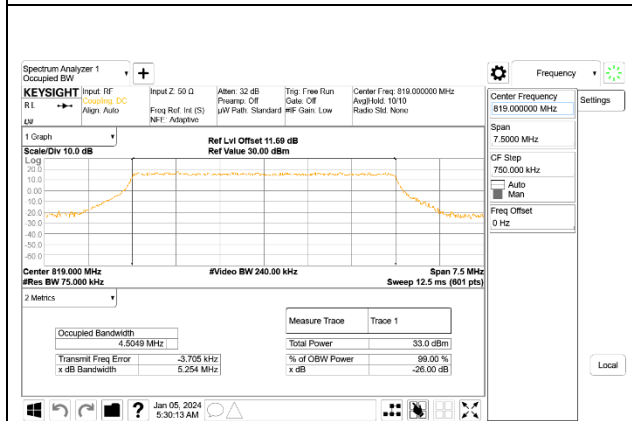 Spectrum Analyzer 1
Occupied BW
+
Frequency
KEYSIGHT
Input: RF
Coupling: DC
Align: Auto
Input Z: 50 Ω
Freq Ref: Int (S)
NFE: Adaptive
Atten: 32 dB
Preamp: Off
µW Path: Standard
Trig: Free Run
Gate: Off
#IF Gain: Low
Center Freq: 819.000000 MHz
Avg|Hold: 10/10
Radio Std: None
R L
Center Frequency
819.000000 MHz
Settings
Span
7.5000 MHz
CF Step
750.000 kHz
Auto
Man
Freq Offset
0 Hz
Local
1 Graph
Scale/Div 10.0 dB
Ref Lvl Offset 11.69 dB
Ref Value 30.00 dBm
Log
20.0
10.0
0.00
-10.0
-20.0
-30.0
-40.0
-50.0
-60.0
Center 819.000 MHz
#Video BW 240.00 kHz
Span 7.5 MHz
#Res BW 75.000 kHz
Sweep 12.5 ms (601 pts)
2 Metrics
Measure Trace
Trace 1
Occupied Bandwidth
4.5049 MHz
Total Power
33.0 dBm
Transmit Freq Error
-3.705 kHz
% of OBW Power
99.00 %
x dB Bandwidth
5.254 MHz
x dB
-26.00 dB
?
Jan 05, 2024
5:30:13 AM